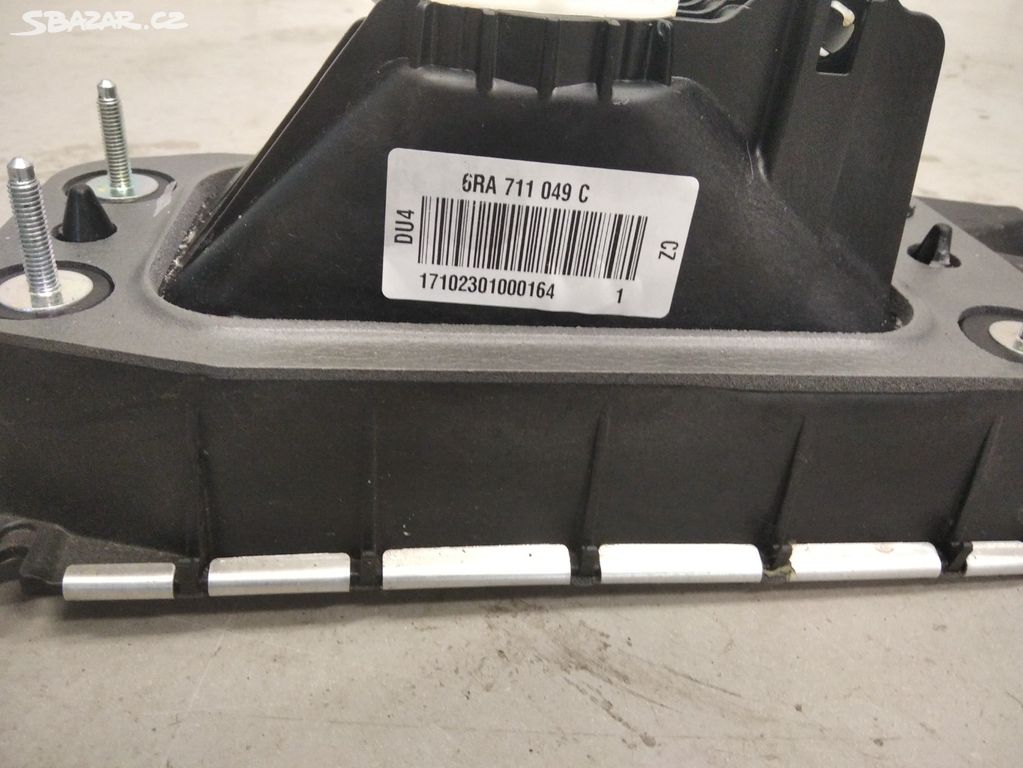 SBAZAR.CZ
6RA 711 049 C
DU4
CZ
17102301000164 1